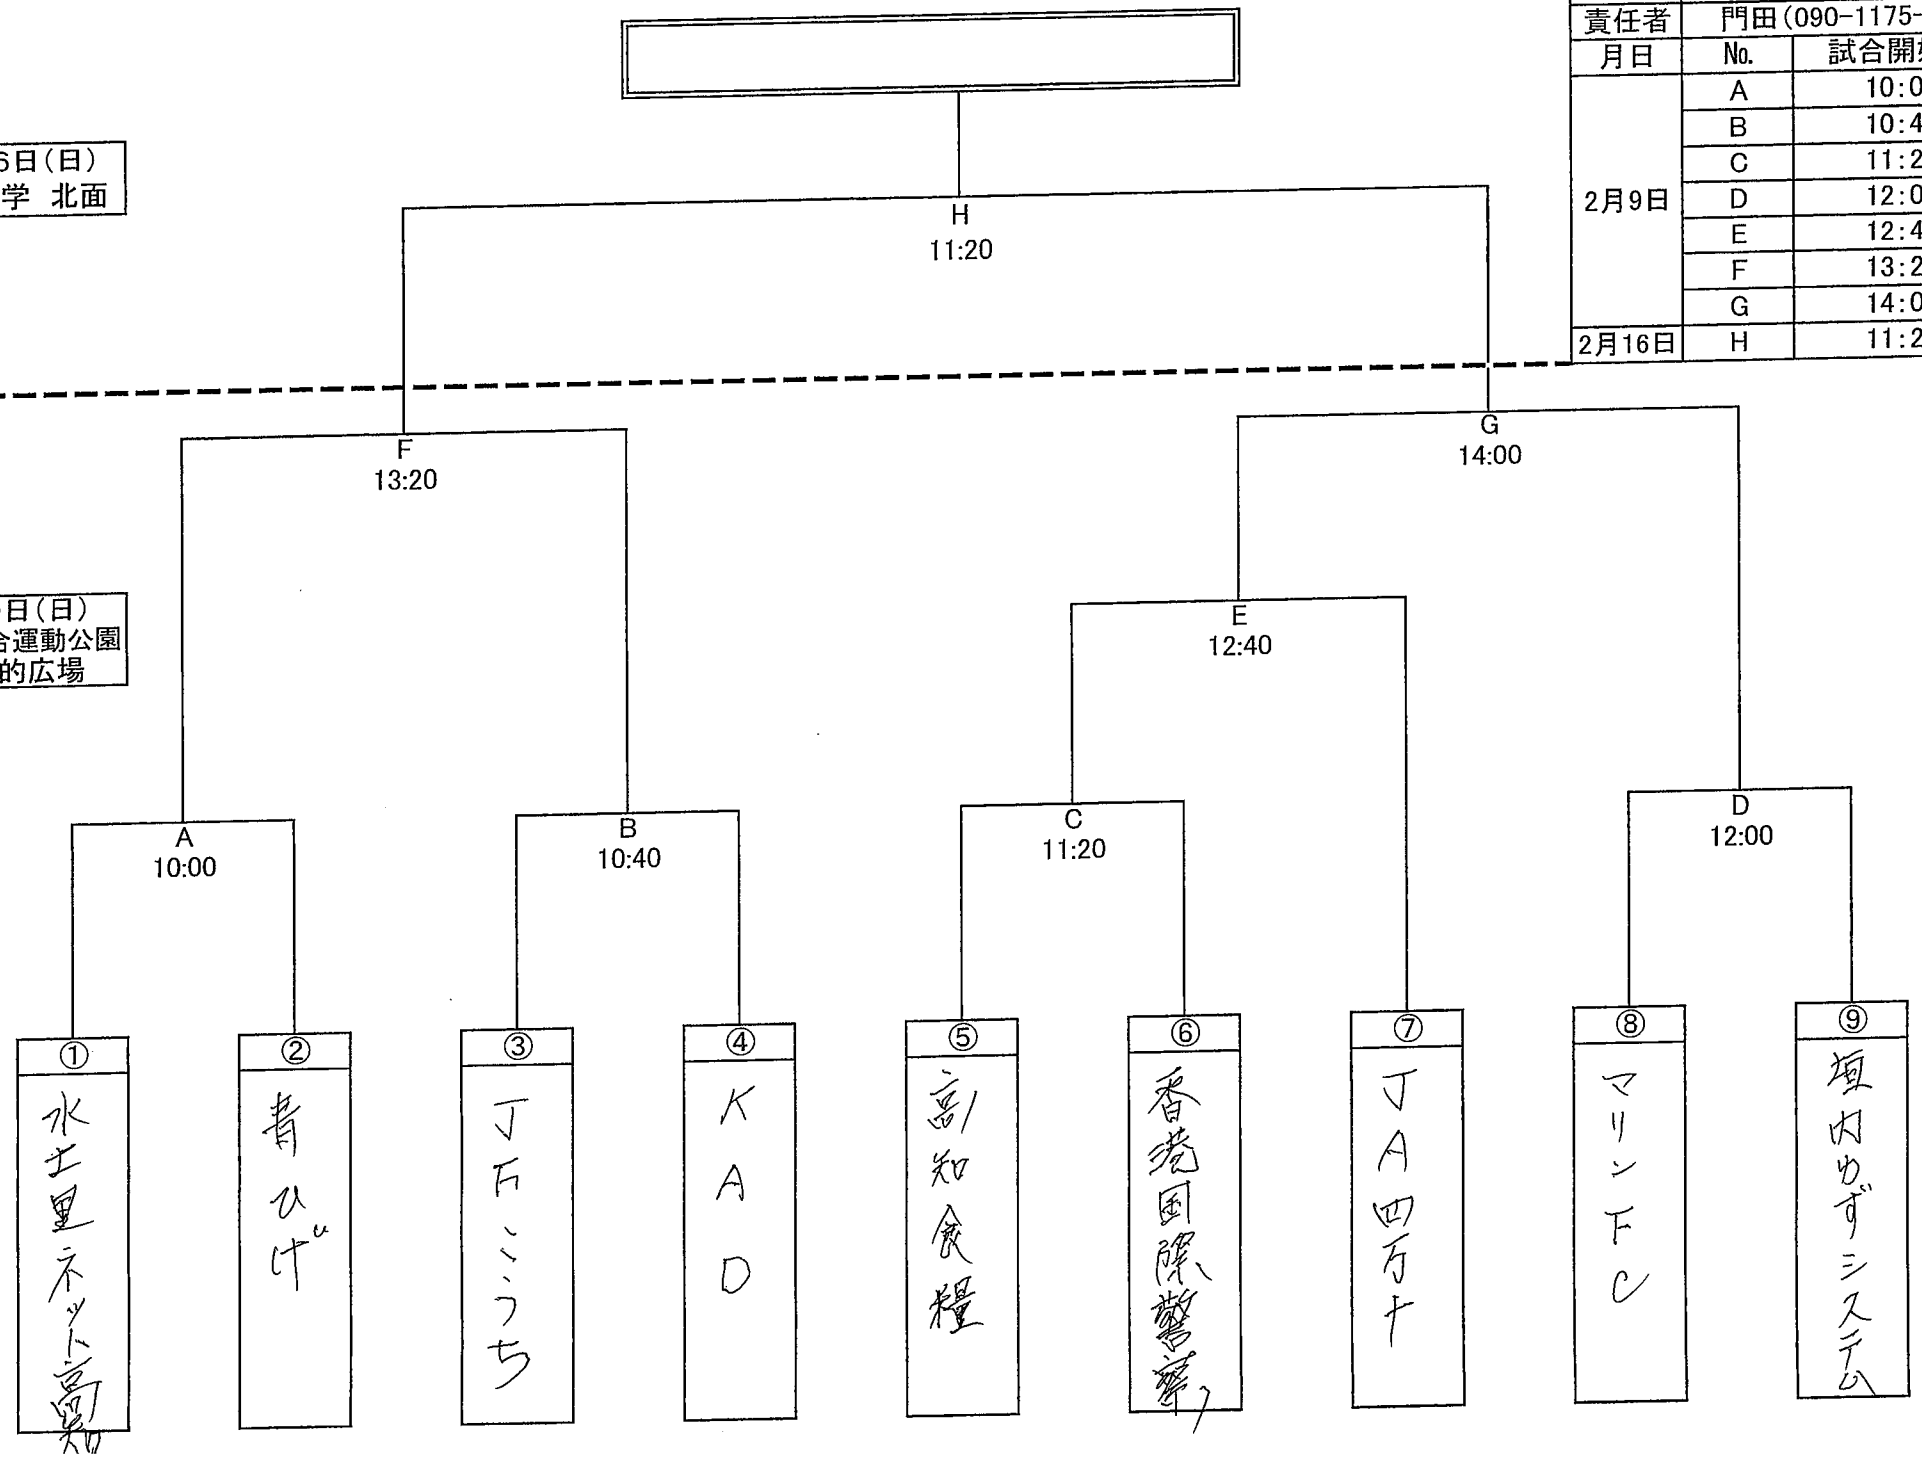 責任者 門田(090-1175-
月日 No. 試合開
A 10:0
B 10:4
C 11:2
2月9日 D 12:0
E 12:4
F 13:2
G 14:0
2月16日 H 11:2
6日(日)
学 北面
H
11:20
F
13:20
G
14:00
日(日)
合運動公園
的広場
E
12:40
A
10:00
B
10:40
C
11:20
D
12:00
① ② ③ ④ ⑤ ⑥ ⑦ ⑧ ⑨
水土里ネット高知
青ひげ
JAこうち
KAD
高知食糧
香港国際警察
JA四万十
マリンFC
垣内ゆずシステム